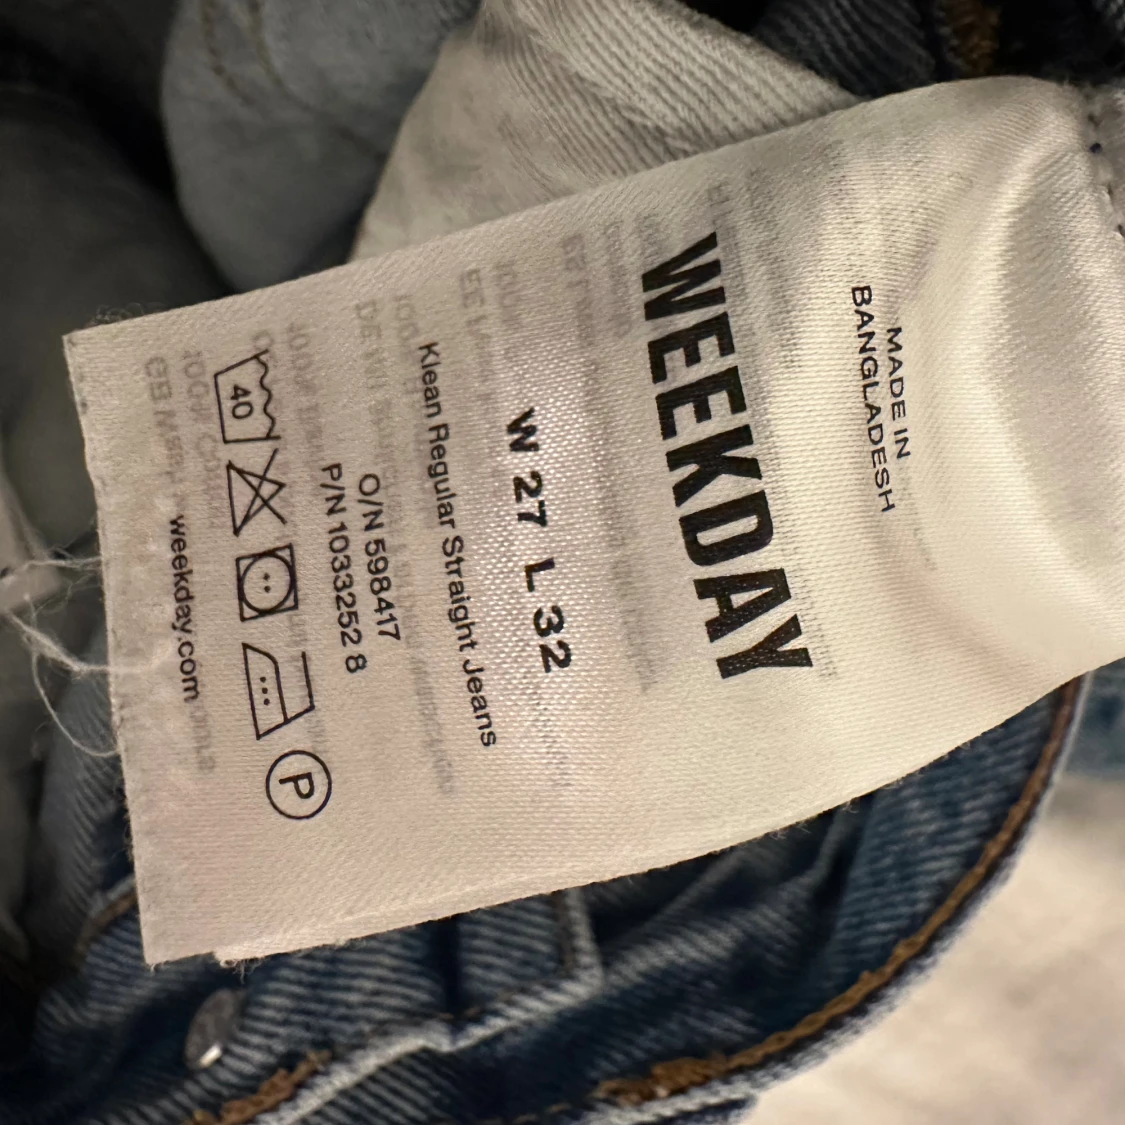 MADE IN
BANGLADESH
WEEKDAY
W 27 L 32
Klean Regular Straight Jeans
O/N 598417
P/N 1033252 8
40
P
weekday.com